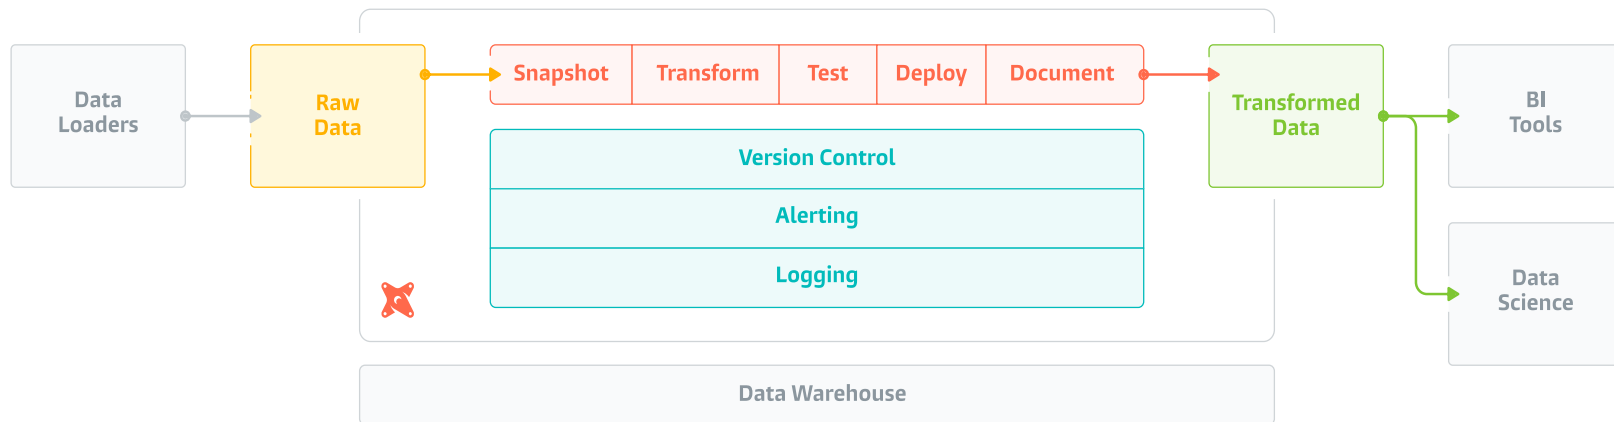 Data
Loaders
Raw
Data
Snapshot
Transform
Test
Deploy
Document
Version Control
Alerting
Logging
Transformed
Data
BI
Tools
Data
Science
Data Warehouse